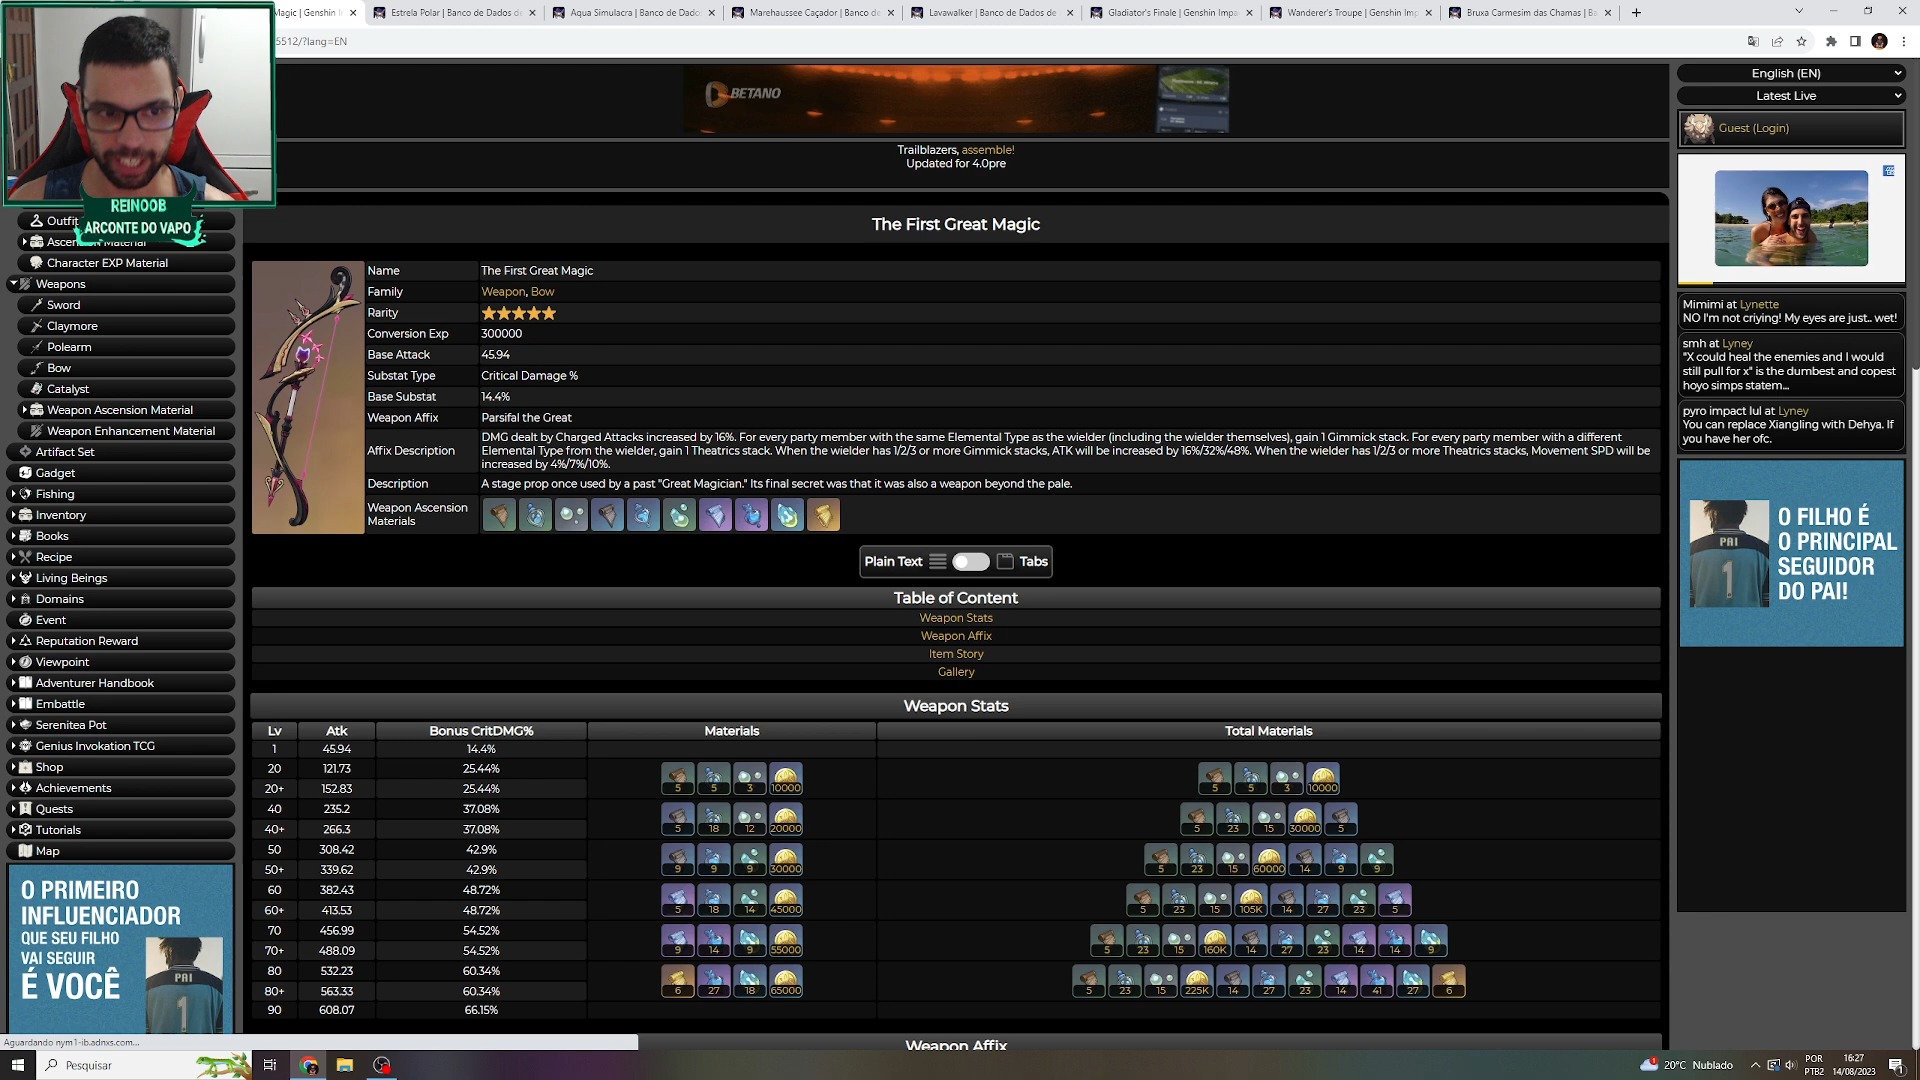 Magic | Genshin I
Estrela Polar | Banco de Dados de
Aqua Simulacra | Banco de Dado
Marehaussee Caçador | Banco de
Lavawalker | Banco de Dados de
Gladiator's Finale | Genshin Impa
Wanderer's Troupe | Genshin Imp
Bruxa Carmesim das Chamas | Ba
5512/?lang=EN
BETANO
Trailblazers, assemble!
Updated for 4.0pre
REINOOB
ARCONTE DO VAPO
Outfit
Ascension Material
Character EXP Material
Weapons
Sword
Claymore
Polearm
Bow
Catalyst
Weapon Ascension Material
Weapon Enhancement Material
Artifact Set
Gadget
Fishing
Inventory
Books
Recipe
Living Beings
Domains
Event
Reputation Reward
Viewpoint
Adventurer Handbook
Embattle
Serenitea Pot
Genius Invokation TCG
Shop
Achievements
Quests
Tutorials
Map
O PRIMEIRO
INFLUENCIADOR
QUE SEU FILHO
VAI SEGUIR
É VOCÊ
PAI
1
The First Great Magic
Name The First Great Magic
Family Weapon, Bow
Rarity
Conversion Exp 300000
Base Attack 45.94
Substat Type Critical Damage %
Base Substat 14.4%
Weapon Affix Parsifal the Great
Affix Description DMG dealt by Charged Attacks increased by 16%. For every party member with the same Elemental Type as the wielder (including the wielder themselves), gain 1 Gimmick stack. For every party member with a different
Elemental Type from the wielder, gain 1 Theatrics stack. When the wielder has 1/2/3 or more Gimmick stacks, ATK will be increased by 16%/32%/48%. When the wielder has 1/2/3 or more Theatrics stacks, Movement SPD will be
increased by 4%/7%/10%.
Description A stage prop once used by a past "Great Magician." Its final secret was that it was also a weapon beyond the pale.
Weapon Ascension
Materials
Plain Text Tabs
Table of Content
Weapon Stats
Weapon Affix
Item Story
Gallery
Weapon Stats
Lv Atk Bonus CritDMG% Materials Total Materials
1 45.94 14.4%
20 121.73 25.44% 5 5 3 10000 5 5 3 10000
20+ 152.83 25.44%
40 235.2 37.08% 5 18 12 20000 5 23 15 30000 5
40+ 266.3 37.08%
50 308.42 42.9% 9 9 9 30000 5 23 15 60000 14 9 9
50+ 339.62 42.9%
60 382.43 48.72% 5 18 14 45000 5 23 15 105K 14 27 23 5
60+ 413.53 48.72%
70 456.99 54.52% 9 14 9 55000 5 23 15 160K 14 27 23 14 14 9
70+ 488.09 54.52%
80 532.23 60.34% 6 27 18 65000 5 23 15 225K 14 27 23 14 41 27 6
80+ 563.33 60.34%
90 608.07 66.15%
Weapon Affix
English (EN)
Latest Live
Guest (Login)
Mimimi at Lynette
NO I'm not criying! My eyes are just.. wet!
smh at Lyney
"X could heal the enemies and I would
still pull for x" is the dumbest and copest
hoyo simps statem...
pyro impact lul at Lyney
You can replace Xiangling with Dehya. If
you have her ofc.
PAI
1
O FILHO É
O PRINCIPAL
SEGUIDOR
DO PAI!
Aguardando nym1-ib.adnxs.com...
Pesquisar
1
20°C Nublado
POR
PTB2
16:27
14/08/2023
1